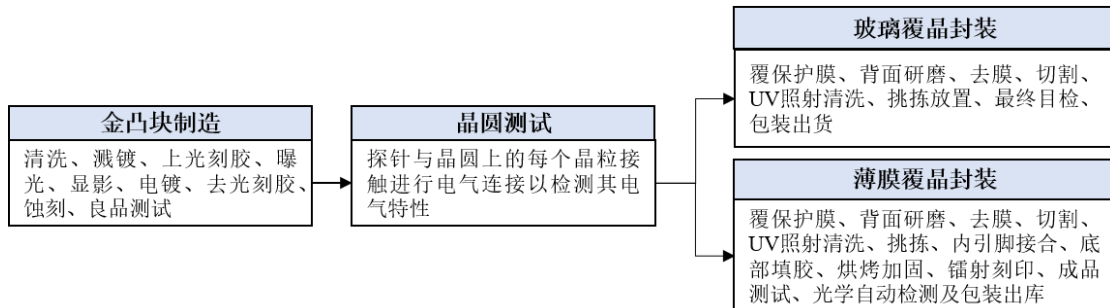 金凸块制造
清洗、溅镀、上光刻胶、曝
光、显影、电镀、去光刻胶、
蚀刻、良品测试
晶圆测试
探针与晶圆上的每个晶粒接
触进行电气连接以检测其电
气特性
玻璃覆晶封装
覆保护膜、背面研磨、去膜、切割、
UV照射清洗、挑拣放置、最终目检、
包装出货
薄膜覆晶封装
覆保护膜、背面研磨、去膜、切割、
UV照射清洗、挑拣、内引脚接合、底
部填胶、烘烤加固、镭射刻印、成品
测试、光学自动检测及包装出库